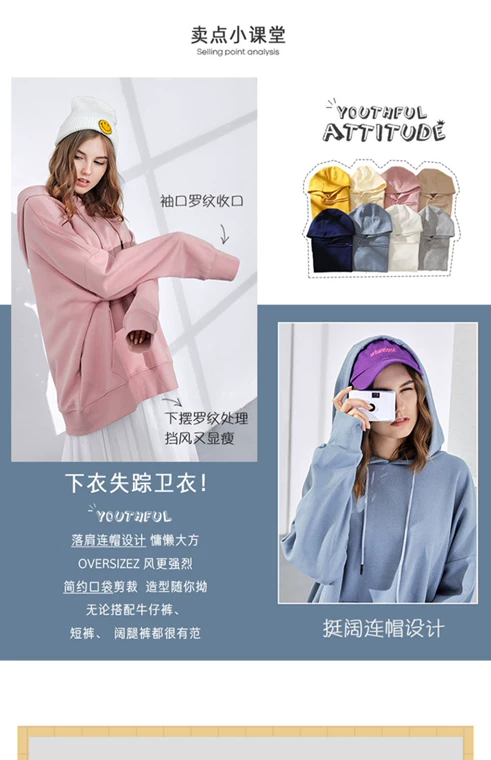 卖点小课堂
Selling point analysis
YOUTHFUL
ATTITUDE
袖口罗纹收口
下摆罗纹处理
挡风又显瘦
下衣失踪卫衣!
YOUTHFUL
落肩连帽设计 慵懒大方
OVERSIZEZ 风更强烈
简约口袋剪裁 造型随你拗
无论搭配牛仔裤、
短裤、 阔腿裤都很有范
挺阔连帽设计